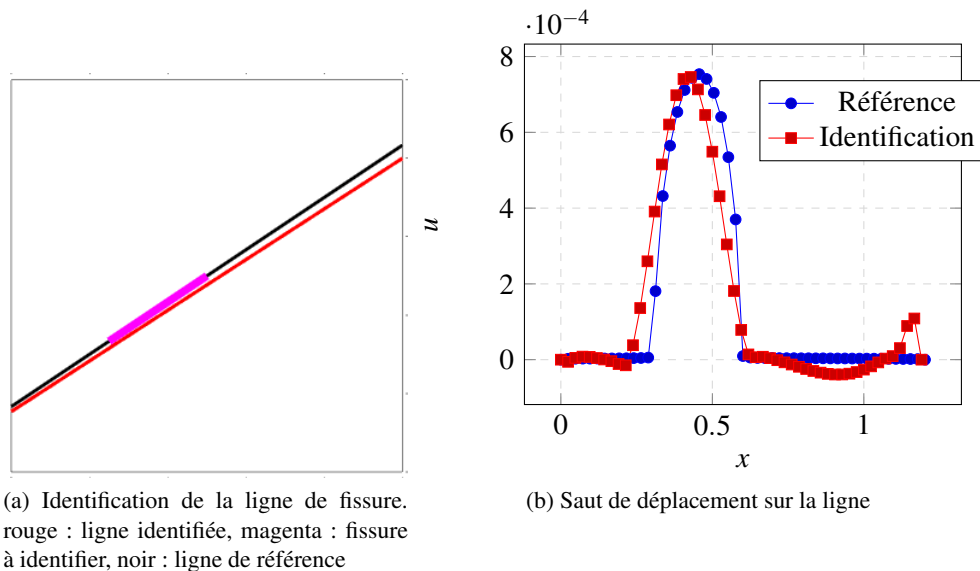 ·10−4
8
6
4
2
0
u
0
0.5
1
x
Référence
Identification
(a) Identification de la ligne de fissure.
rouge : ligne identifiée, magenta : fissure
à identifier, noir : ligne de référence
(b) Saut de déplacement sur la ligne